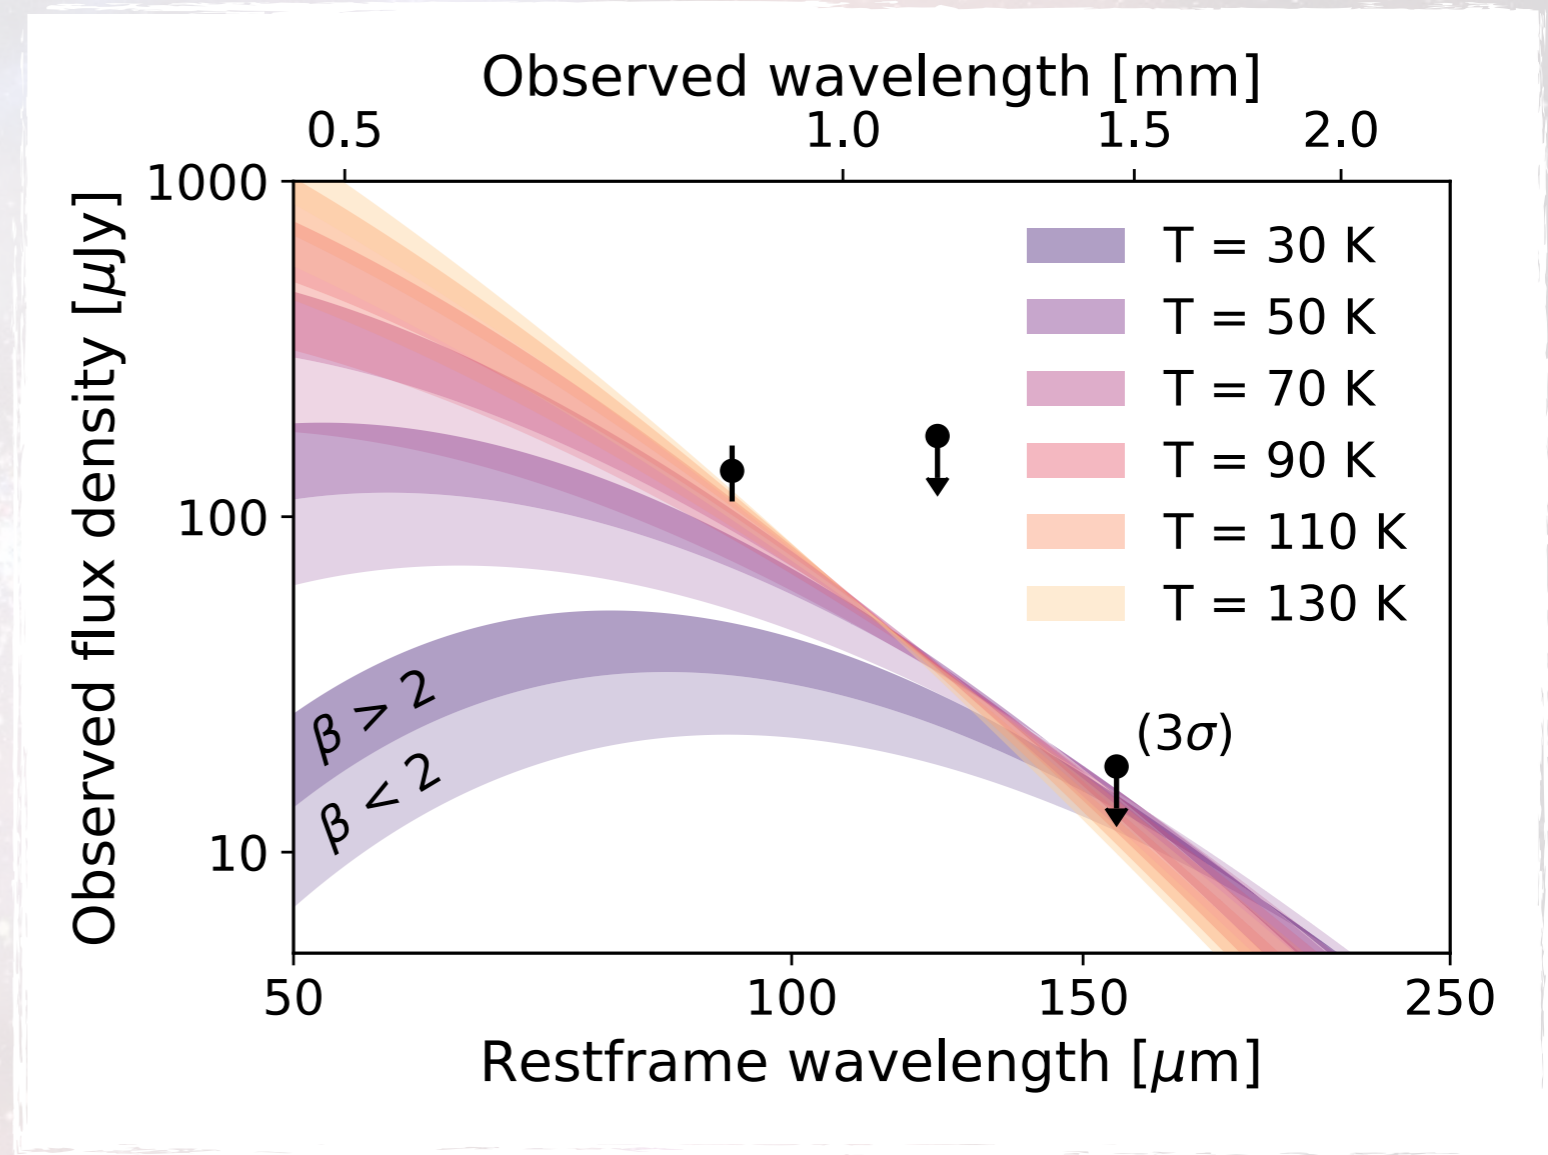 Observed wavelength [mm]
0.5 1.0 1.5 2.0
Observed flux density [μJy]
1000
100
10
T = 30 K
T = 50 K
T = 70 K
T = 90 K
T = 110 K
T = 130 K
β > 2
β < 2
(3σ)
50 100 150 250
Restframe wavelength [μm]